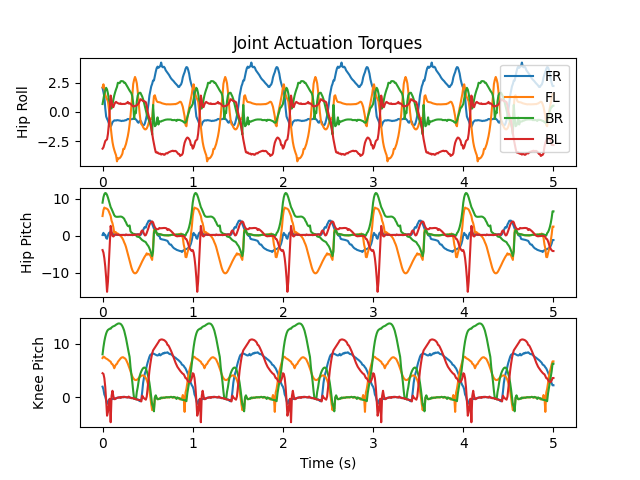 Joint Actuation Torques
Hip Roll
2.5
0.0
−2.5
FR
FL
BR
BL
0 1 2 3 4 5
Hip Pitch
10
0
−10
0 1 2 3 4 5
Knee Pitch
10
0
0 1 2 3 4 5
Time (s)